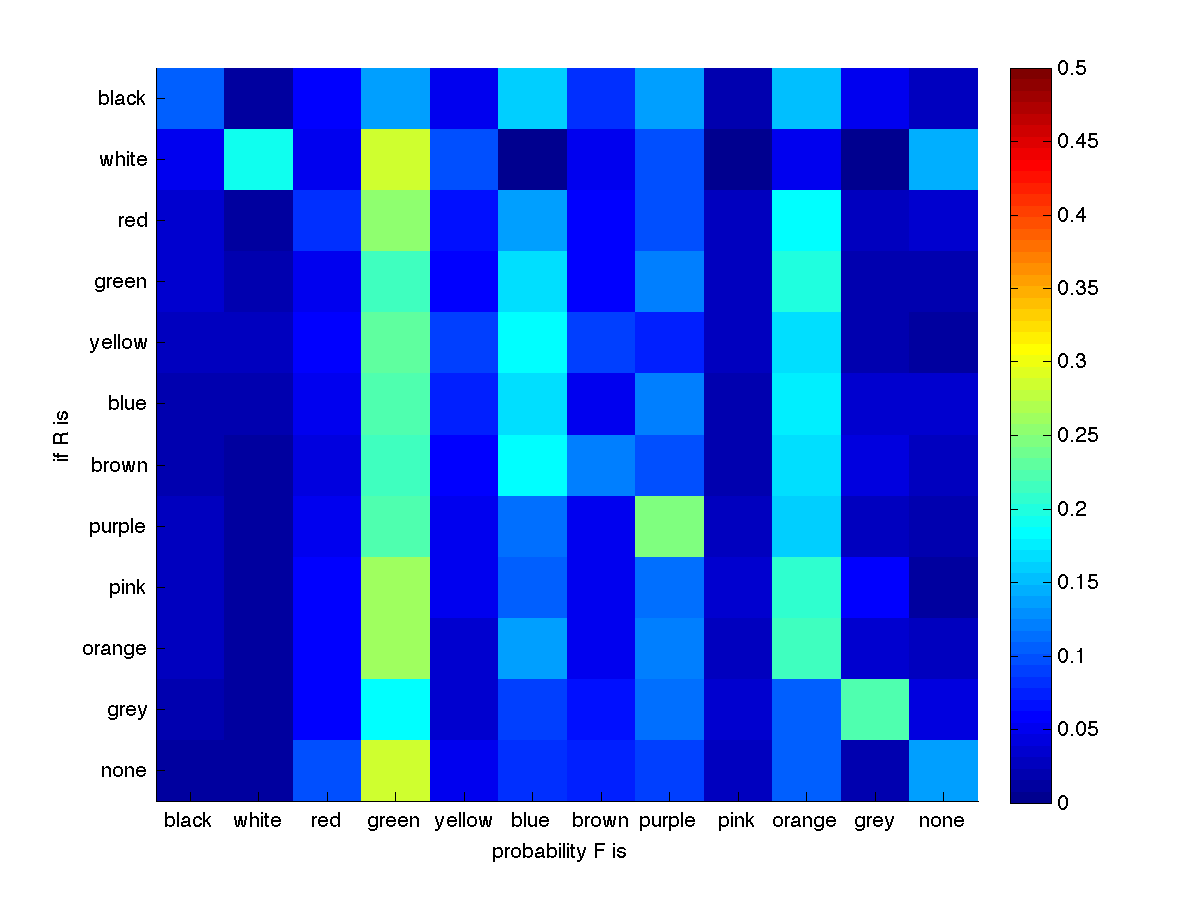 black
white
red
green
yellow
blue
brown
purple
pink
orange
grey
none
if R is
black white red green yellow blue brown purple pink orange grey none
probability F is
0.5
0.45
0.4
0.35
0.3
0.25
0.2
0.15
0.1
0.05
0